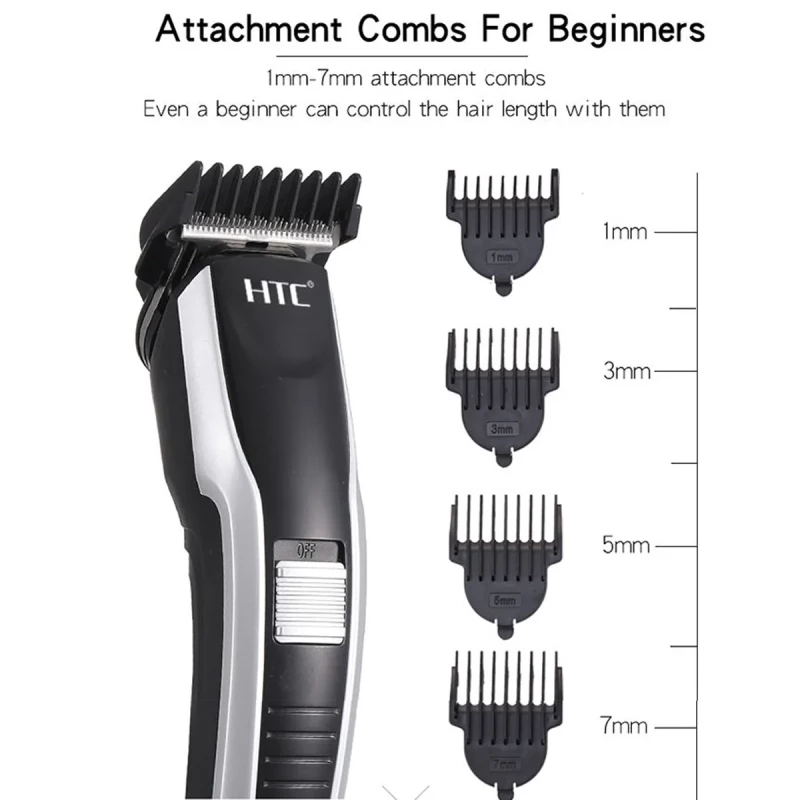 Attachment Combs For Beginners
1mm-7mm attachment combs
Even a beginner can control the hair length with them
HTC®
OFF
1mm
1mm
3mm
3mm
5mm
5mm
7mm
7mm